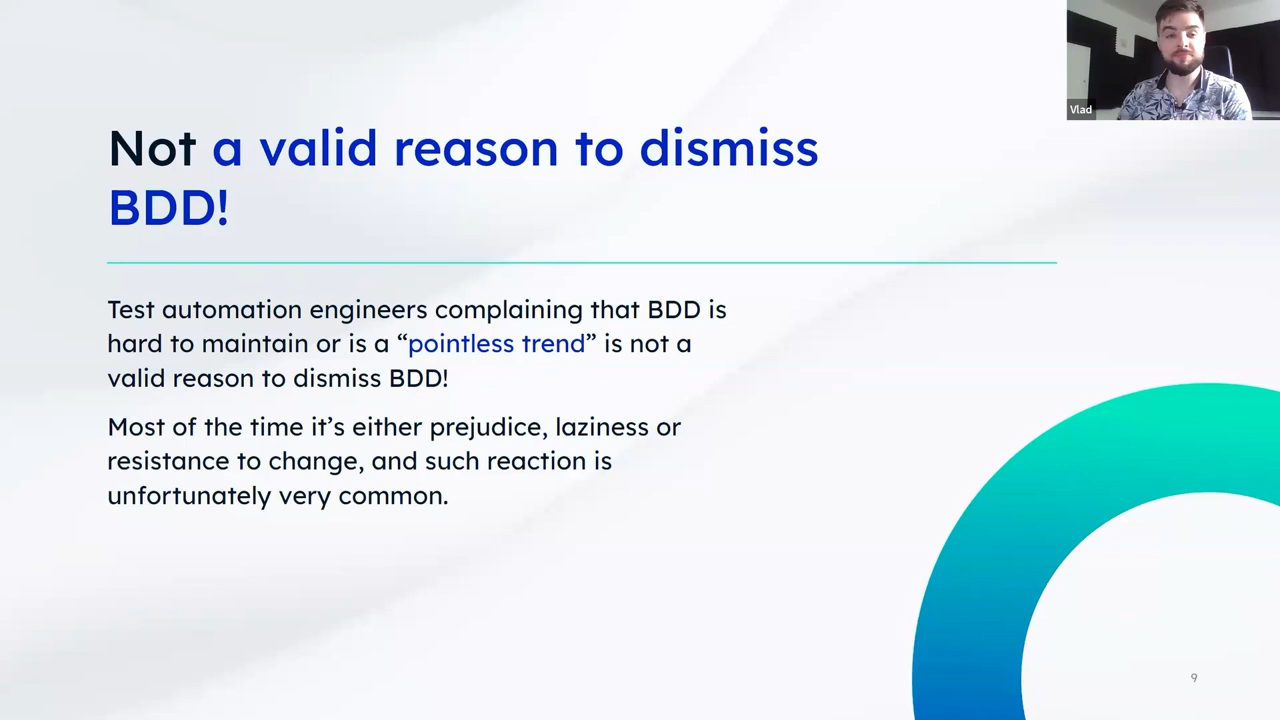 Vlad
Not a valid reason to dismiss
BDD!
Test automation engineers complaining that BDD is
hard to maintain or is a “pointless trend” is not a
valid reason to dismiss BDD!
Most of the time it’s either prejudice, laziness or
resistance to change, and such reaction is
unfortunately very common.
9